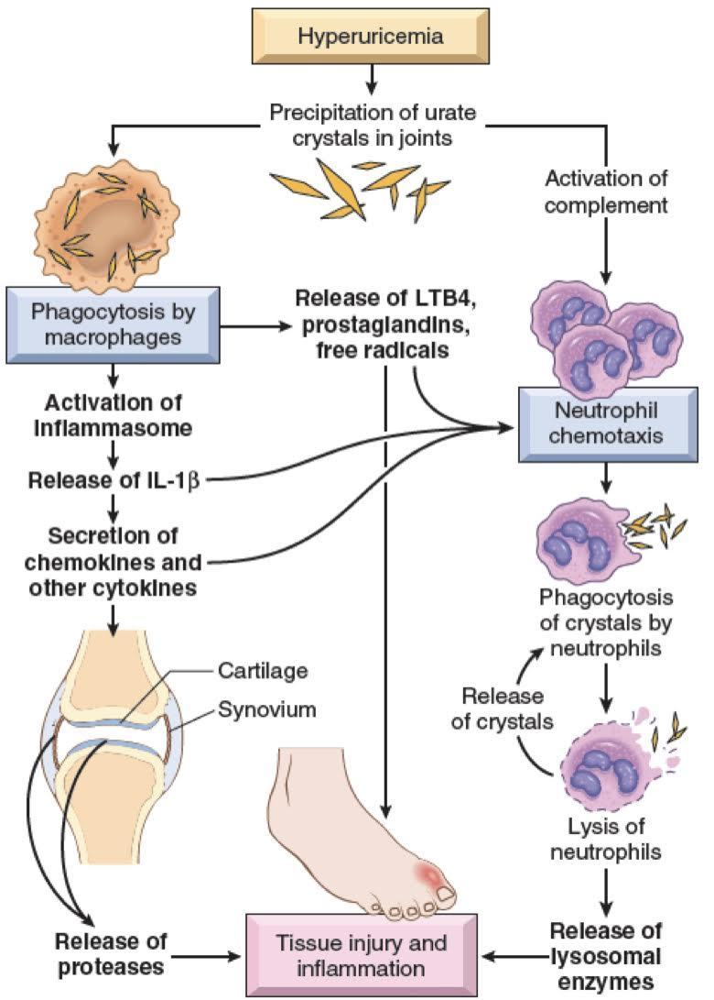 Hyperuricemia
Precipitation of urate
crystals in joints
Activation of
complement
Phagocytosis by
macrophages
Release of LTB4,
prostaglandins,
free radicals
Activation of
inflammasome
Neutrophil
chemotaxis
Release of IL-1β
Secretion of
chemokines and
other cytokines
Phagocytosis
of crystals by
neutrophils
Cartilage
Synovium
Release
of crystals
Lysis of
neutrophils
Release of
proteases
Tissue injury and
inflammation
Release of
lysosomal
enzymes